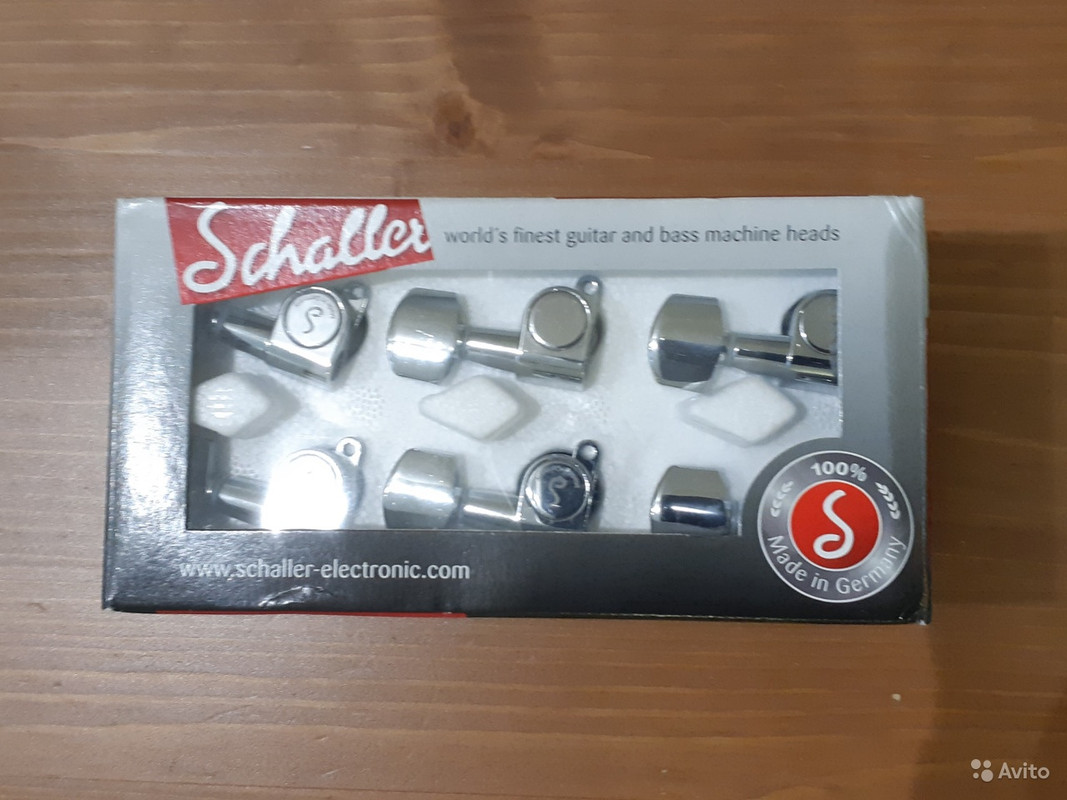 Schaller
world's finest guitar and bass machine heads
www.schaller-electronic.com
100%
Made in Germany
Avito